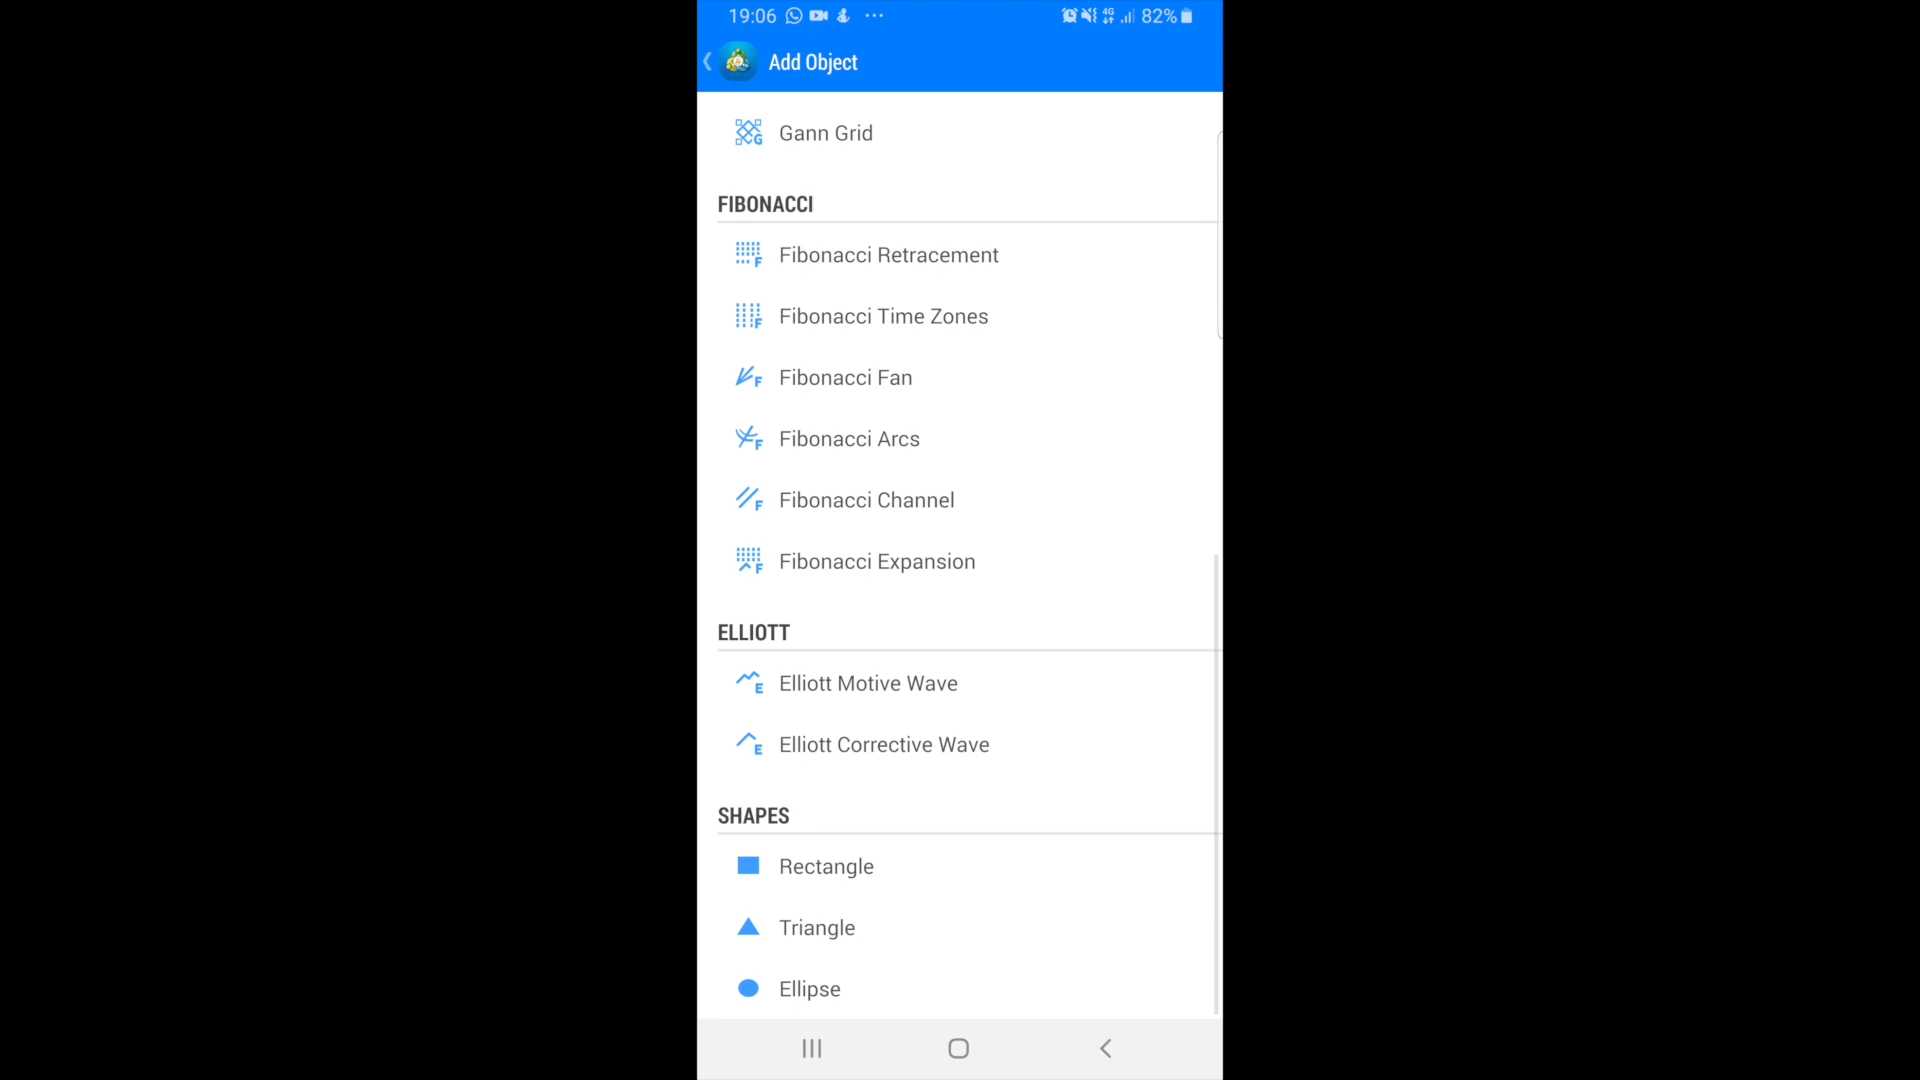 19:06 4G 82%
Add Object
Gann Grid
FIBONACCI
Fibonacci Retracement
Fibonacci Time Zones
Fibonacci Fan
Fibonacci Arcs
Fibonacci Channel
Fibonacci Expansion
ELLIOTT
Elliott Motive Wave
Elliott Corrective Wave
SHAPES
Rectangle
Triangle
Ellipse